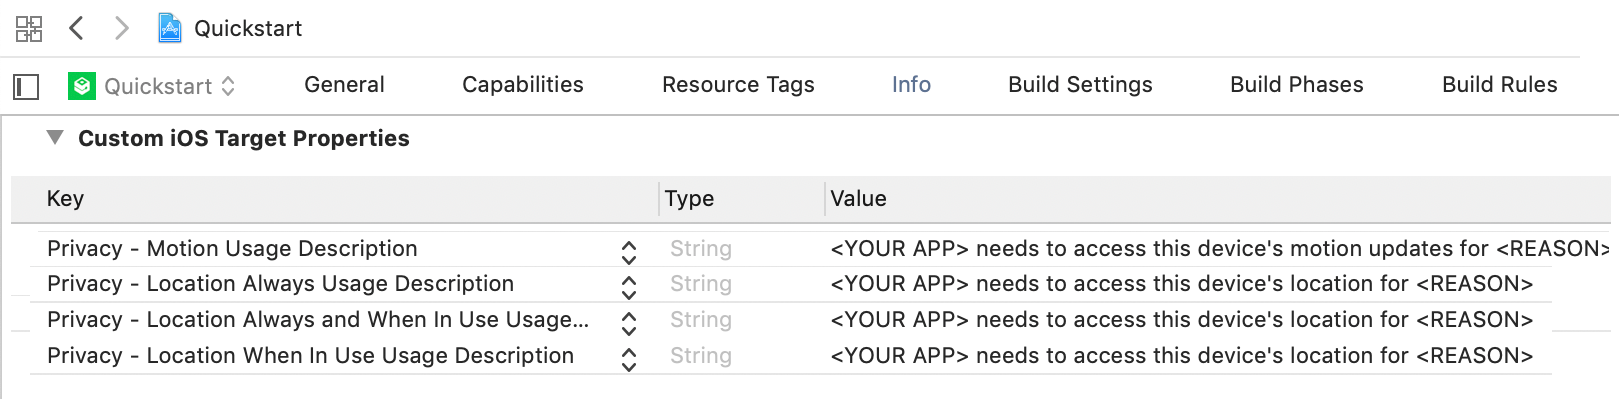 Quickstart
Quickstart General Capabilities Resource Tags Info Build Settings Build Phases Build Rules
Custom iOS Target Properties
Key Type Value
Privacy - Motion Usage Description String <YOUR APP> needs to access this device's motion updates for <REASON>
Privacy - Location Always Usage Description String <YOUR APP> needs to access this device's location for <REASON>
Privacy - Location Always and When In Use Usage... String <YOUR APP> needs to access this device's location for <REASON>
Privacy - Location When In Use Usage Description String <YOUR APP> needs to access this device's location for <REASON>